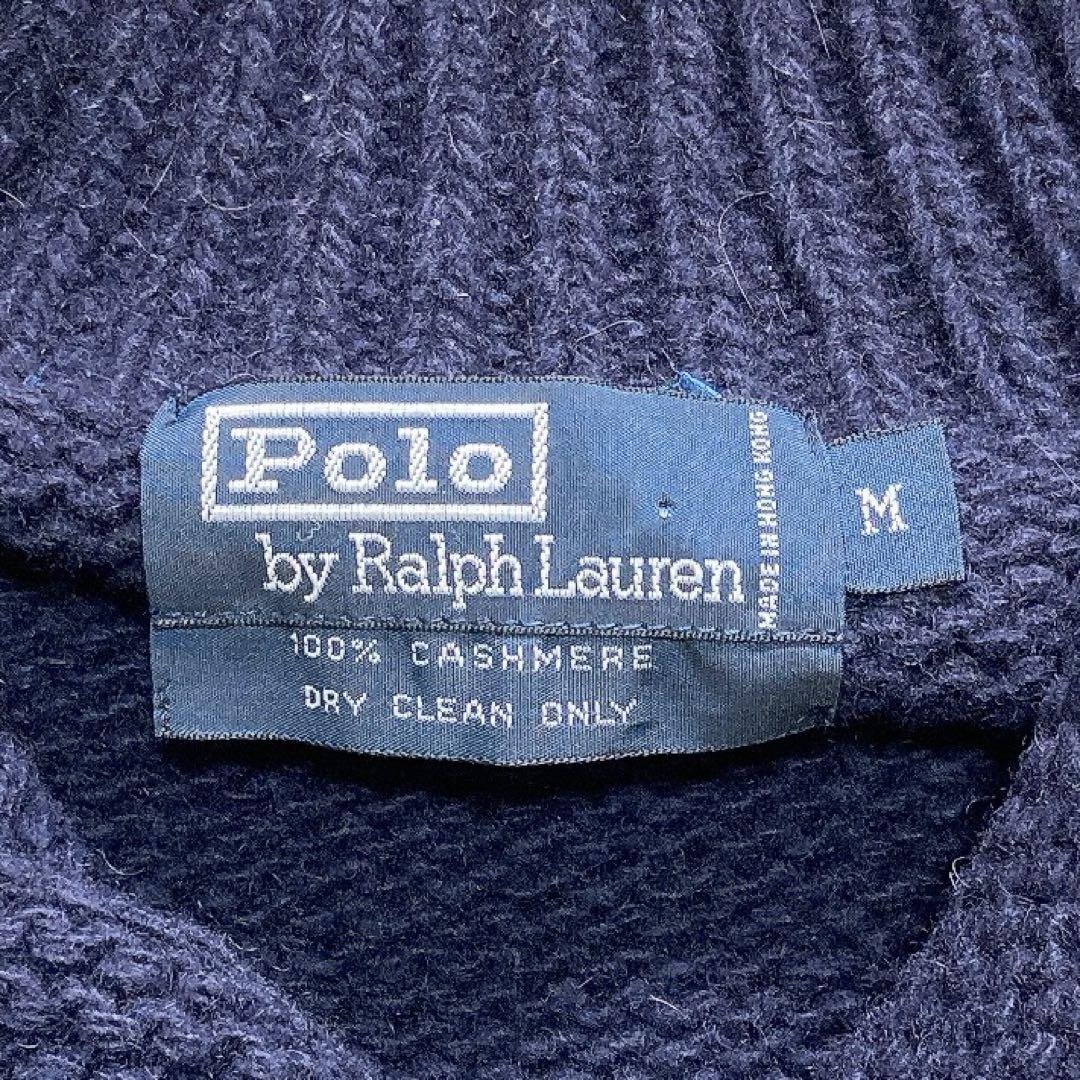 Polo
by Ralph Lauren
MADE IN HONG KONG
M
100% CASHMERE
DRY CLEAN ONLY